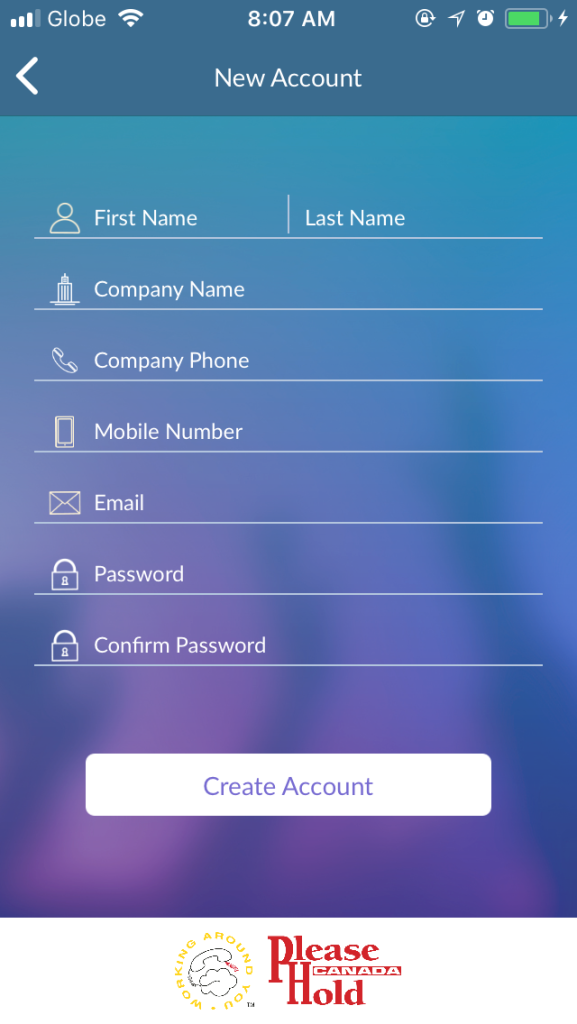 Globe 8:07 AM
New Account
First Name Last Name
Company Name
Company Phone
Mobile Number
Email
Password
Confirm Password
Create Account
WORKING AROUND YOU · TM
Please
CANADA
Hold